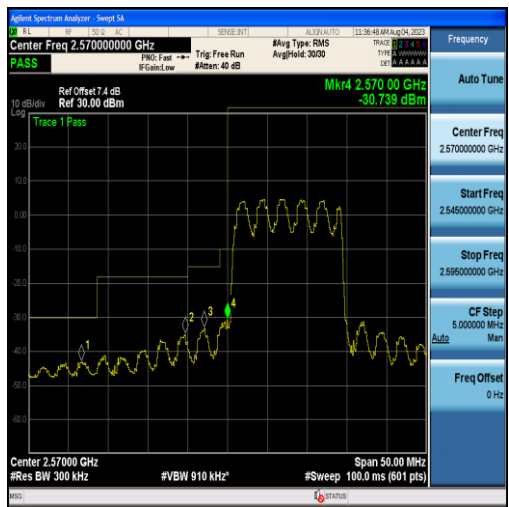 Agilent Spectrum Analyzer - Swept SA
RL RF 50 Ω AC SENSE:INT ALIGN AUTO 11:36:48 AM Aug 04, 2023
Center Freq 2.570000000 GHz
PASS
PNO: Fast
IFGain:Low
Trig: Free Run
#Atten: 40 dB
#Avg Type: RMS
Avg|Hold: 30/30
TRACE 1 2 3 4 5 6
TYPE
DET A A A A A A
Ref Offset 7.4 dB
10 dB/div Ref 30.00 dBm
Mkr4 2.570 00 GHz
-30.739 dBm
Log
Trace 1 Pass
20.0
10.0
0.00
-10.0
-20.0
-30.0
-40.0
-50.0
-60.0
1
2
3
4
Center 2.57000 GHz
Span 50.00 MHz
#Res BW 300 kHz
#VBW 910 kHz*
#Sweep 100.0 ms (601 pts)
MSG
STATUS
Frequency
Auto Tune
Center Freq
2.570000000 GHz
Start Freq
2.545000000 GHz
Stop Freq
2.595000000 GHz
CF Step
5.000000 MHz
Auto Man
Freq Offset
0 Hz